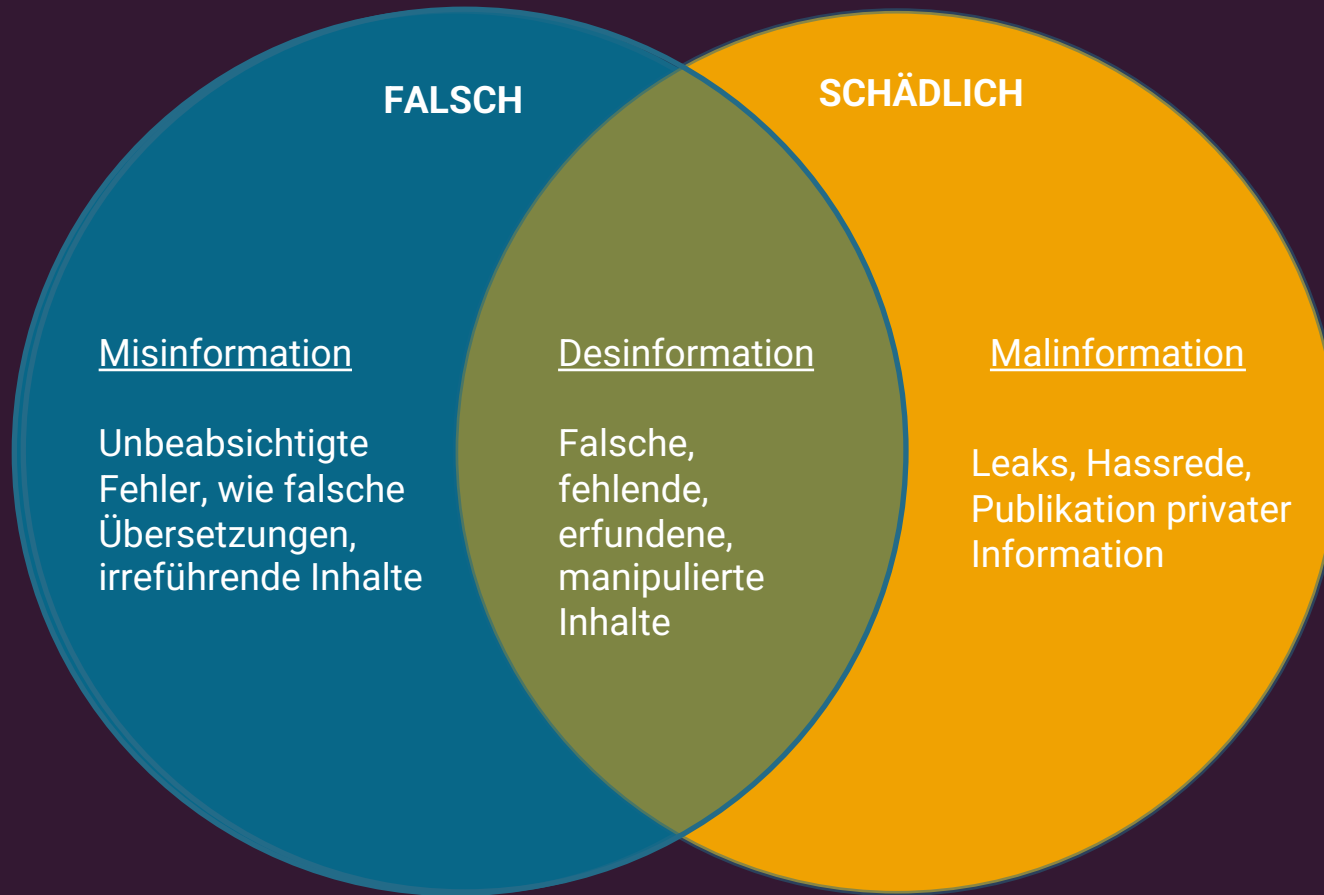 FALSCH
SCHÄDLICH
Misinformation
Unbeabsichtigte
Fehler, wie falsche
Übersetzungen,
irreführende Inhalte
Desinformation
Falsche,
fehlende,
erfundene,
manipulierte
Inhalte
Malinformation
Leaks, Hassrede,
Publikation privater
Information